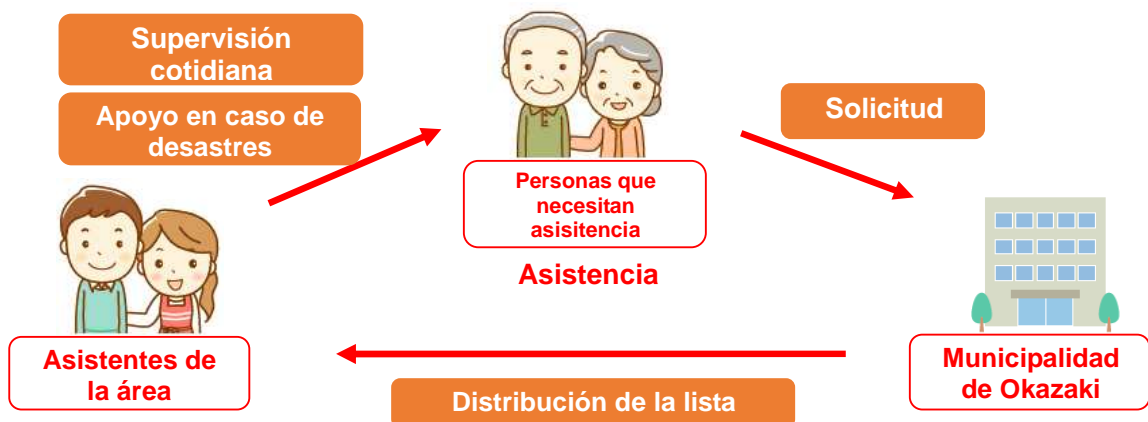 Supervisión
cotidiana
Apoyo en caso de
desastres
Solicitud
Personas que
necesitan
asisitencia
Asistencia
Asistentes de
la área
Municipalidad
de Okazaki
Distribución de la lista